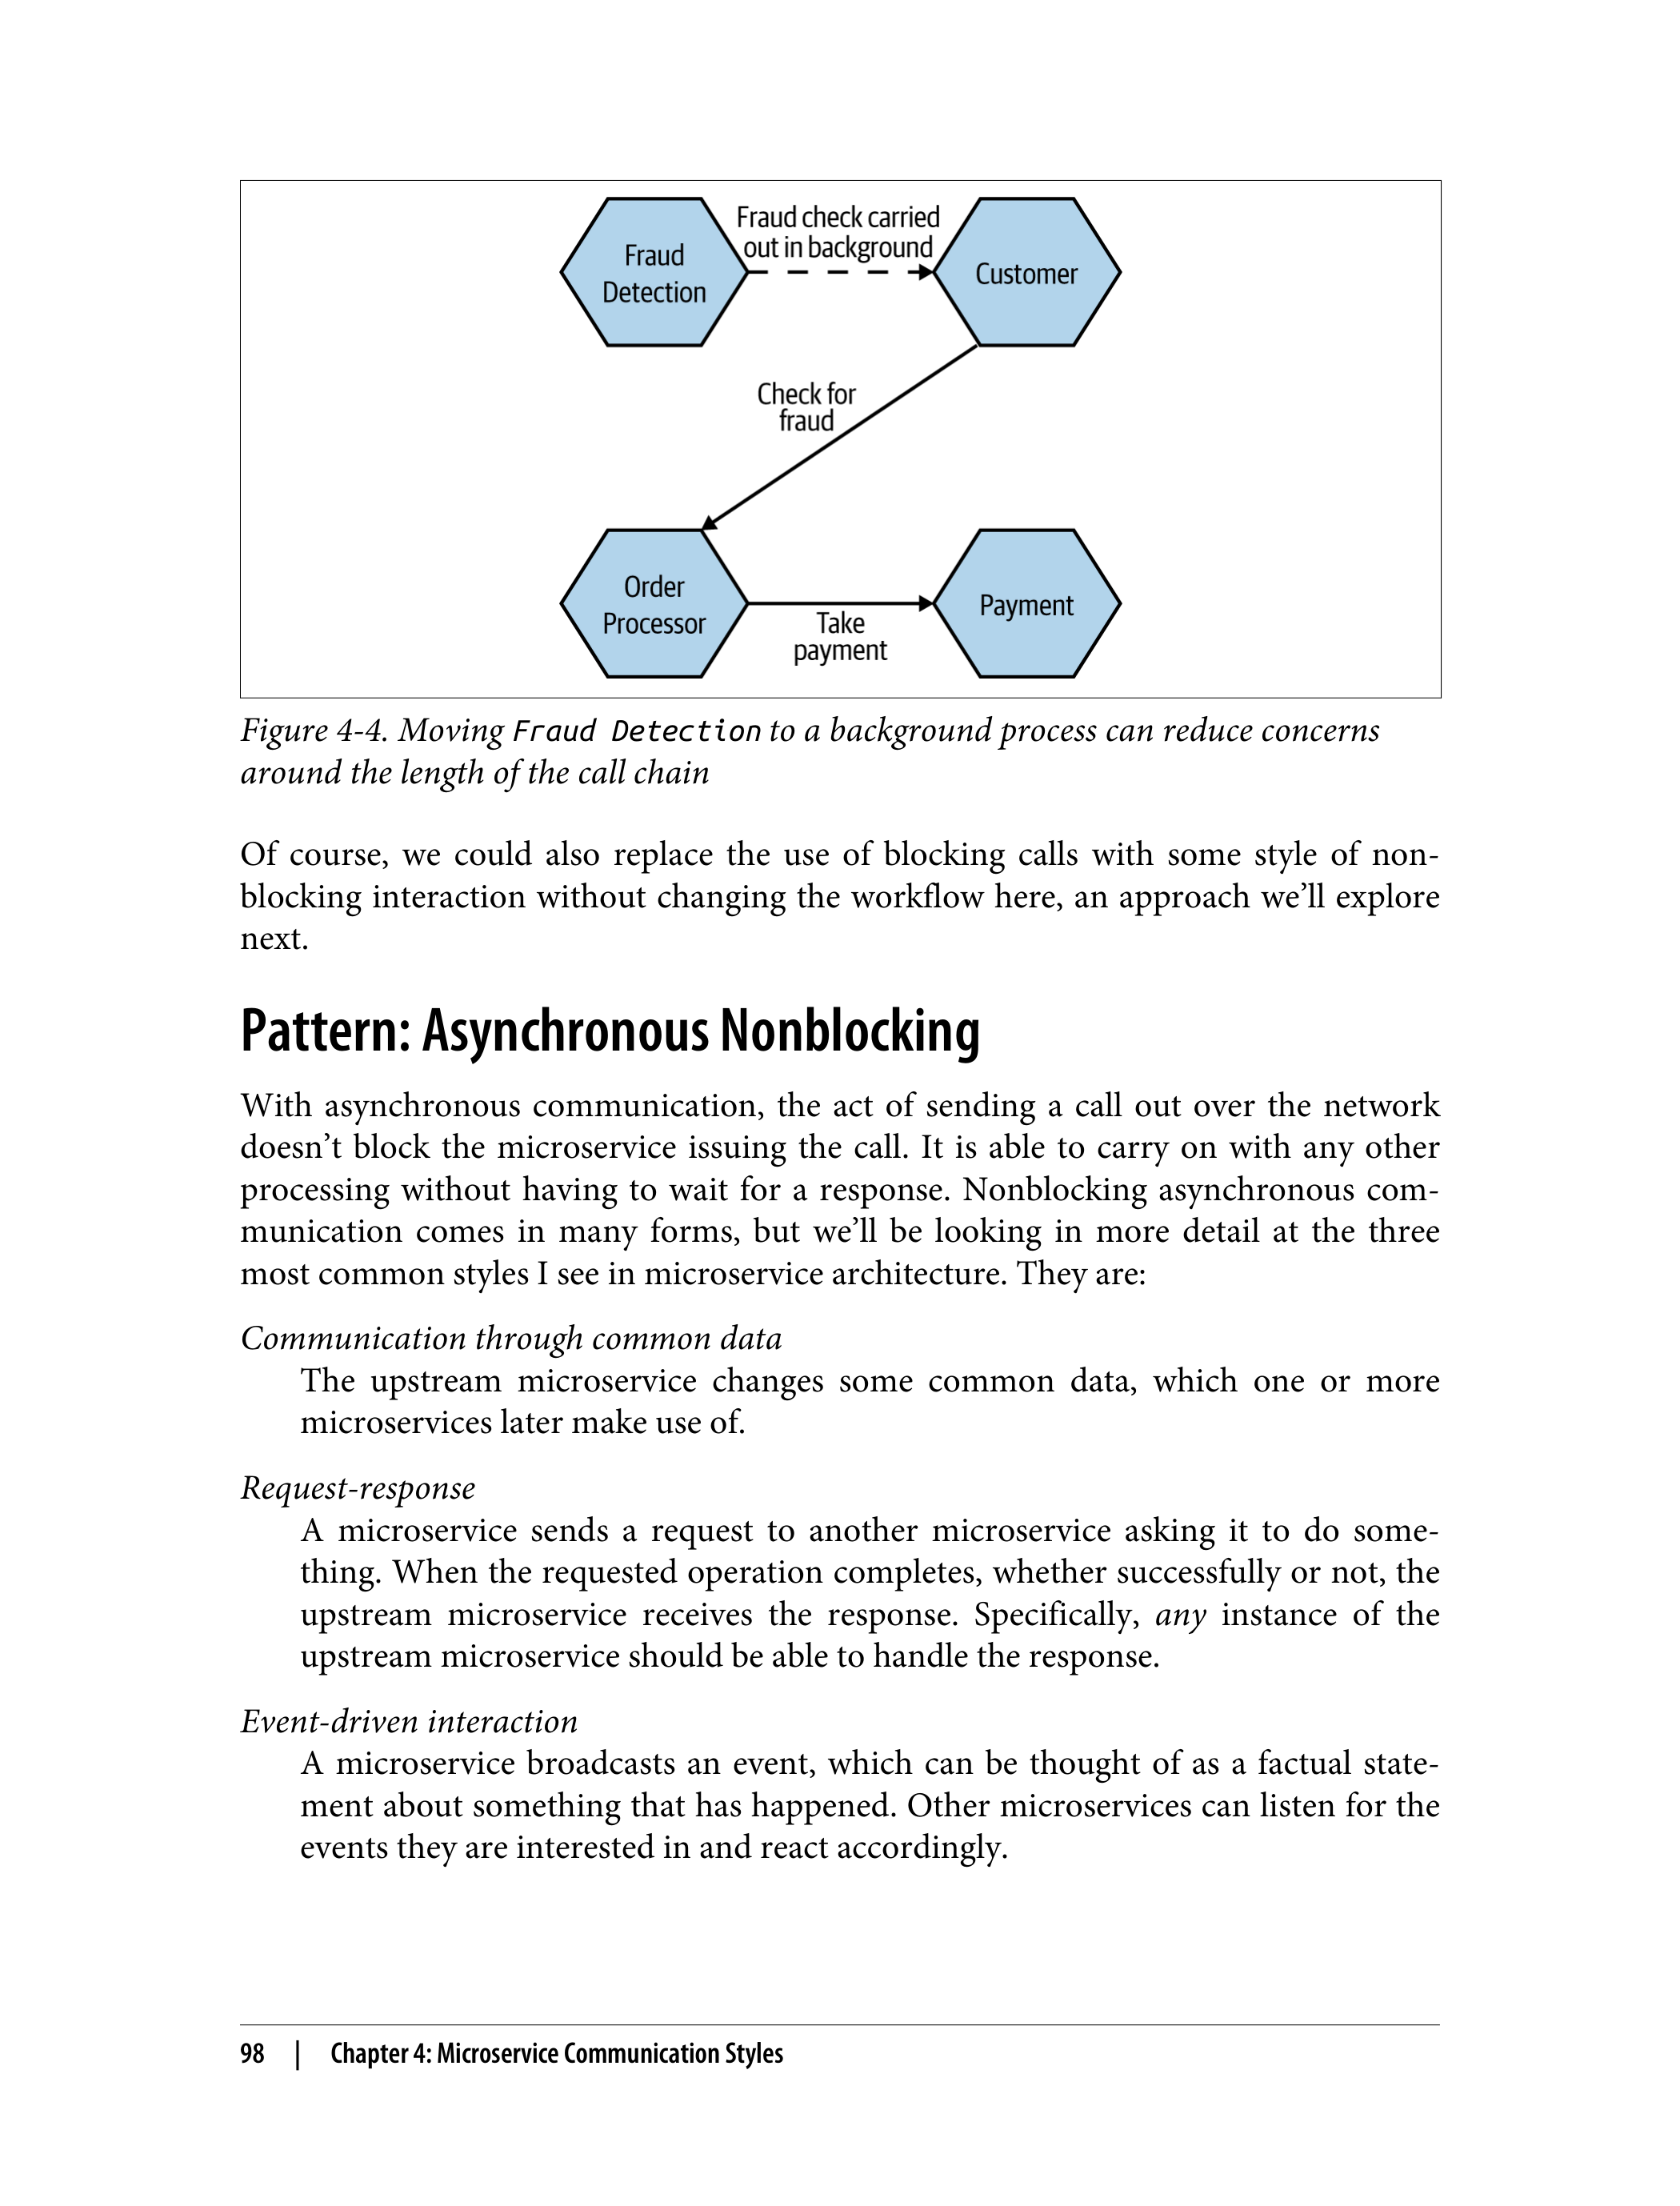 Fraud check carried
out in background
Fraud
Detection
Customer
Check for
fraud
Order
Processor
Payment
Take
payment
Figure 4-4. Moving Fraud Detection to a background process can reduce concerns
around the length of the call chain
Of course, we could also replace the use of blocking calls with some style of non-
blocking interaction without changing the workflow here, an approach we’ll explore
next.
Pattern: Asynchronous Nonblocking
With asynchronous communication, the act of sending a call out over the network
doesn’t block the microservice issuing the call. It is able to carry on with any other
processing without having to wait for a response. Nonblocking asynchronous com-
munication comes in many forms, but we’ll be looking in more detail at the three
most common styles I see in microservice architecture. They are:
Communication through common data
The upstream microservice changes some common data, which one or more
microservices later make use of.
Request-response
A microservice sends a request to another microservice asking it to do some-
thing. When the requested operation completes, whether successfully or not, the
upstream microservice receives the response. Specifically, any instance of the
upstream microservice should be able to handle the response.
Event-driven interaction
A microservice broadcasts an event, which can be thought of as a factual state-
ment about something that has happened. Other microservices can listen for the
events they are interested in and react accordingly.
98 | Chapter 4: Microservice Communication Styles